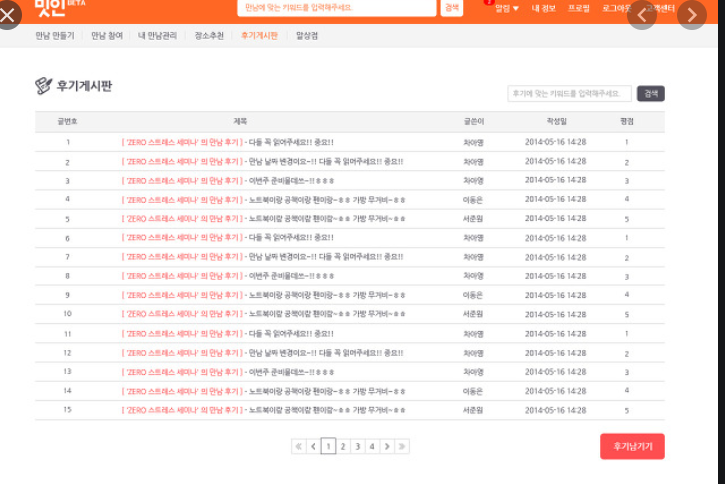 밋인 BETA 만남에 맞는 키워드를 입력해주세요. 검색 알림 ▼ 내 정보 프로필 로그아웃 고객센터
만남 만들기 만남 참여 내 만남관리 장소추천 후기게시판 말상점
후기게시판
후기에 맞는 키워드를 입력해주세요. 검색
글번호 제목 글쓴이 작성일 평점
1 [ 'ZERO 스트레스 세미나' 의 만남 후기 ] - 다들 꼭 읽어주세요!! 중요!! 차아영 2014-05-16 14:28 1
2 [ 'ZERO 스트레스 세미나' 의 만남 후기 ] - 만남 날짜 변경이요~!! 다들 꼭 읽어주세요!! 중요!! 차아영 2014-05-16 14:28 2
3 [ 'ZERO 스트레스 세미나' 의 만남 후기 ] - 이번주 준비물데쓰~!!ㅎㅎㅎ 차아영 2014-05-16 14:28 3
4 [ 'ZERO 스트레스 세미나' 의 만남 후기 ] - 노트북이랑 공책이랑 펜이랑~ㅎㅎ 가방 무거비~ㅎㅎ 이동은 2014-05-16 14:28 4
5 [ 'ZERO 스트레스 세미나' 의 만남 후기 ] - 노트북이랑 공책이랑 펜이랑~ㅎㅎ 가방 무거비~ㅎㅎ 서준원 2014-05-16 14:28 5
6 [ 'ZERO 스트레스 세미나' 의 만남 후기 ] - 다들 꼭 읽어주세요!! 중요!! 차아영 2014-05-16 14:28 1
7 [ 'ZERO 스트레스 세미나' 의 만남 후기 ] - 만남 날짜 변경이요~!! 다들 꼭 읽어주세요!! 중요!! 차아영 2014-05-16 14:28 2
8 [ 'ZERO 스트레스 세미나' 의 만남 후기 ] - 이번주 준비물데쓰~!!ㅎㅎㅎ 차아영 2014-05-16 14:28 3
9 [ 'ZERO 스트레스 세미나' 의 만남 후기 ] - 노트북이랑 공책이랑 펜이랑~ㅎㅎ 가방 무거비~ㅎㅎ 이동은 2014-05-16 14:28 4
10 [ 'ZERO 스트레스 세미나' 의 만남 후기 ] - 노트북이랑 공책이랑 펜이랑~ㅎㅎ 가방 무거비~ㅎㅎ 서준원 2014-05-16 14:28 5
11 [ 'ZERO 스트레스 세미나' 의 만남 후기 ] - 다들 꼭 읽어주세요!! 중요!! 차아영 2014-05-16 14:28 1
12 [ 'ZERO 스트레스 세미나' 의 만남 후기 ] - 만남 날짜 변경이요~!! 다들 꼭 읽어주세요!! 중요!! 차아영 2014-05-16 14:28 2
13 [ 'ZERO 스트레스 세미나' 의 만남 후기 ] - 이번주 준비물데쓰~!!ㅎㅎㅎ 차아영 2014-05-16 14:28 3
14 [ 'ZERO 스트레스 세미나' 의 만남 후기 ] - 노트북이랑 공책이랑 펜이랑~ㅎㅎ 가방 무거비~ㅎㅎ 이동은 2014-05-16 14:28 4
15 [ 'ZERO 스트레스 세미나' 의 만남 후기 ] - 노트북이랑 공책이랑 펜이랑~ㅎㅎ 가방 무거비~ㅎㅎ 서준원 2014-05-16 14:28 5
≪ < 1 2 3 4 > ≫ 후기남기기